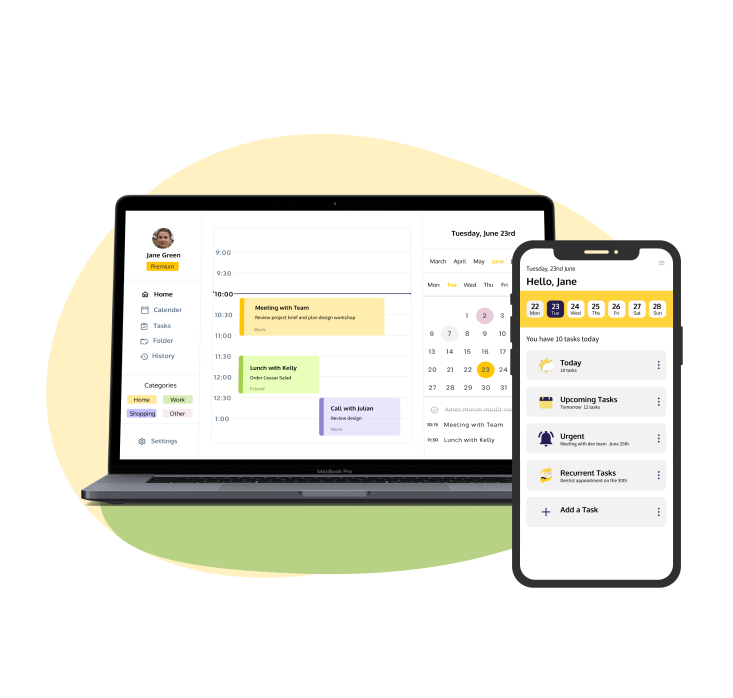 Jane Green
Premium
Home
Calender
Tasks
Folder
History
Categories
Home
Work
Shopping
Other
Settings
9:00
9:30
10:00
10:30
11:00
11:30
12:30
12:30
1:00
Meeting with Team
Review project brief and plan design workshop
Work
Lunch with Kelly
Order Ceasar Salad
Friend
Call with Julian
Review design
Work
Tuesday, June 23rd
March April May June
Mon Tue Wed Thu Fri
1 2 3
6 7 8 9 10
13 14 15 16 17
20 21 22 23 24
27 28 29 30 31
Amet minim mollit no
10:15 Meeting with Team
11:30 Lunch with Kelly
MacBook Pro
Tuesday, 23nd June
Hello, Jane
22 23 24 25 26 27 28
Mon Tue Wed Thu Fri Sat Sun
You have 10 tasks today
Today
10 tasks
Upcoming Tasks
Tomorrow 12 tasks
Urgent
Meeting with dev team June 25th
Recurrent Tasks
Dentist appointment on the 30th
Add a Task